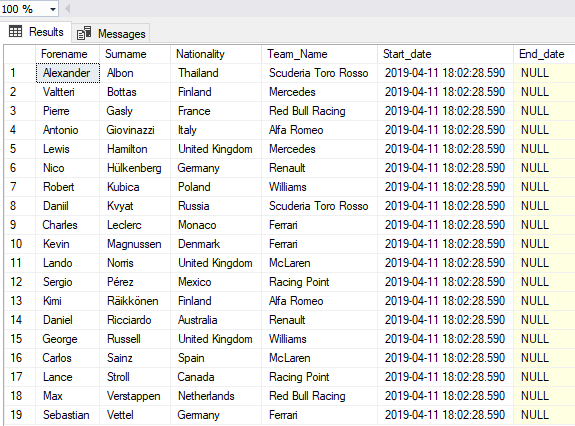 100 %
Results Messages
Forename Surname Nationality Team_Name Start_date End_date
1 Alexander Albon Thailand Scuderia Toro Rosso 2019-04-11 18:02:28.590 NULL
2 Valtteri Bottas Finland Mercedes 2019-04-11 18:02:28.590 NULL
3 Pierre Gasly France Red Bull Racing 2019-04-11 18:02:28.590 NULL
4 Antonio Giovinazzi Italy Alfa Romeo 2019-04-11 18:02:28.590 NULL
5 Lewis Hamilton United Kingdom Mercedes 2019-04-11 18:02:28.590 NULL
6 Nico Hülkenberg Germany Renault 2019-04-11 18:02:28.590 NULL
7 Robert Kubica Poland Williams 2019-04-11 18:02:28.590 NULL
8 Daniil Kvyat Russia Scuderia Toro Rosso 2019-04-11 18:02:28.590 NULL
9 Charles Leclerc Monaco Ferrari 2019-04-11 18:02:28.590 NULL
10 Kevin Magnussen Denmark Ferrari 2019-04-11 18:02:28.590 NULL
11 Lando Norris United Kingdom McLaren 2019-04-11 18:02:28.590 NULL
12 Sergio Pérez Mexico Racing Point 2019-04-11 18:02:28.590 NULL
13 Kimi Räikkönen Finland Alfa Romeo 2019-04-11 18:02:28.590 NULL
14 Daniel Ricciardo Australia Renault 2019-04-11 18:02:28.590 NULL
15 George Russell United Kingdom Williams 2019-04-11 18:02:28.590 NULL
16 Carlos Sainz Spain McLaren 2019-04-11 18:02:28.590 NULL
17 Lance Stroll Canada Racing Point 2019-04-11 18:02:28.590 NULL
18 Max Verstappen Netherlands Red Bull Racing 2019-04-11 18:02:28.590 NULL
19 Sebastian Vettel Germany Ferrari 2019-04-11 18:02:28.590 NULL